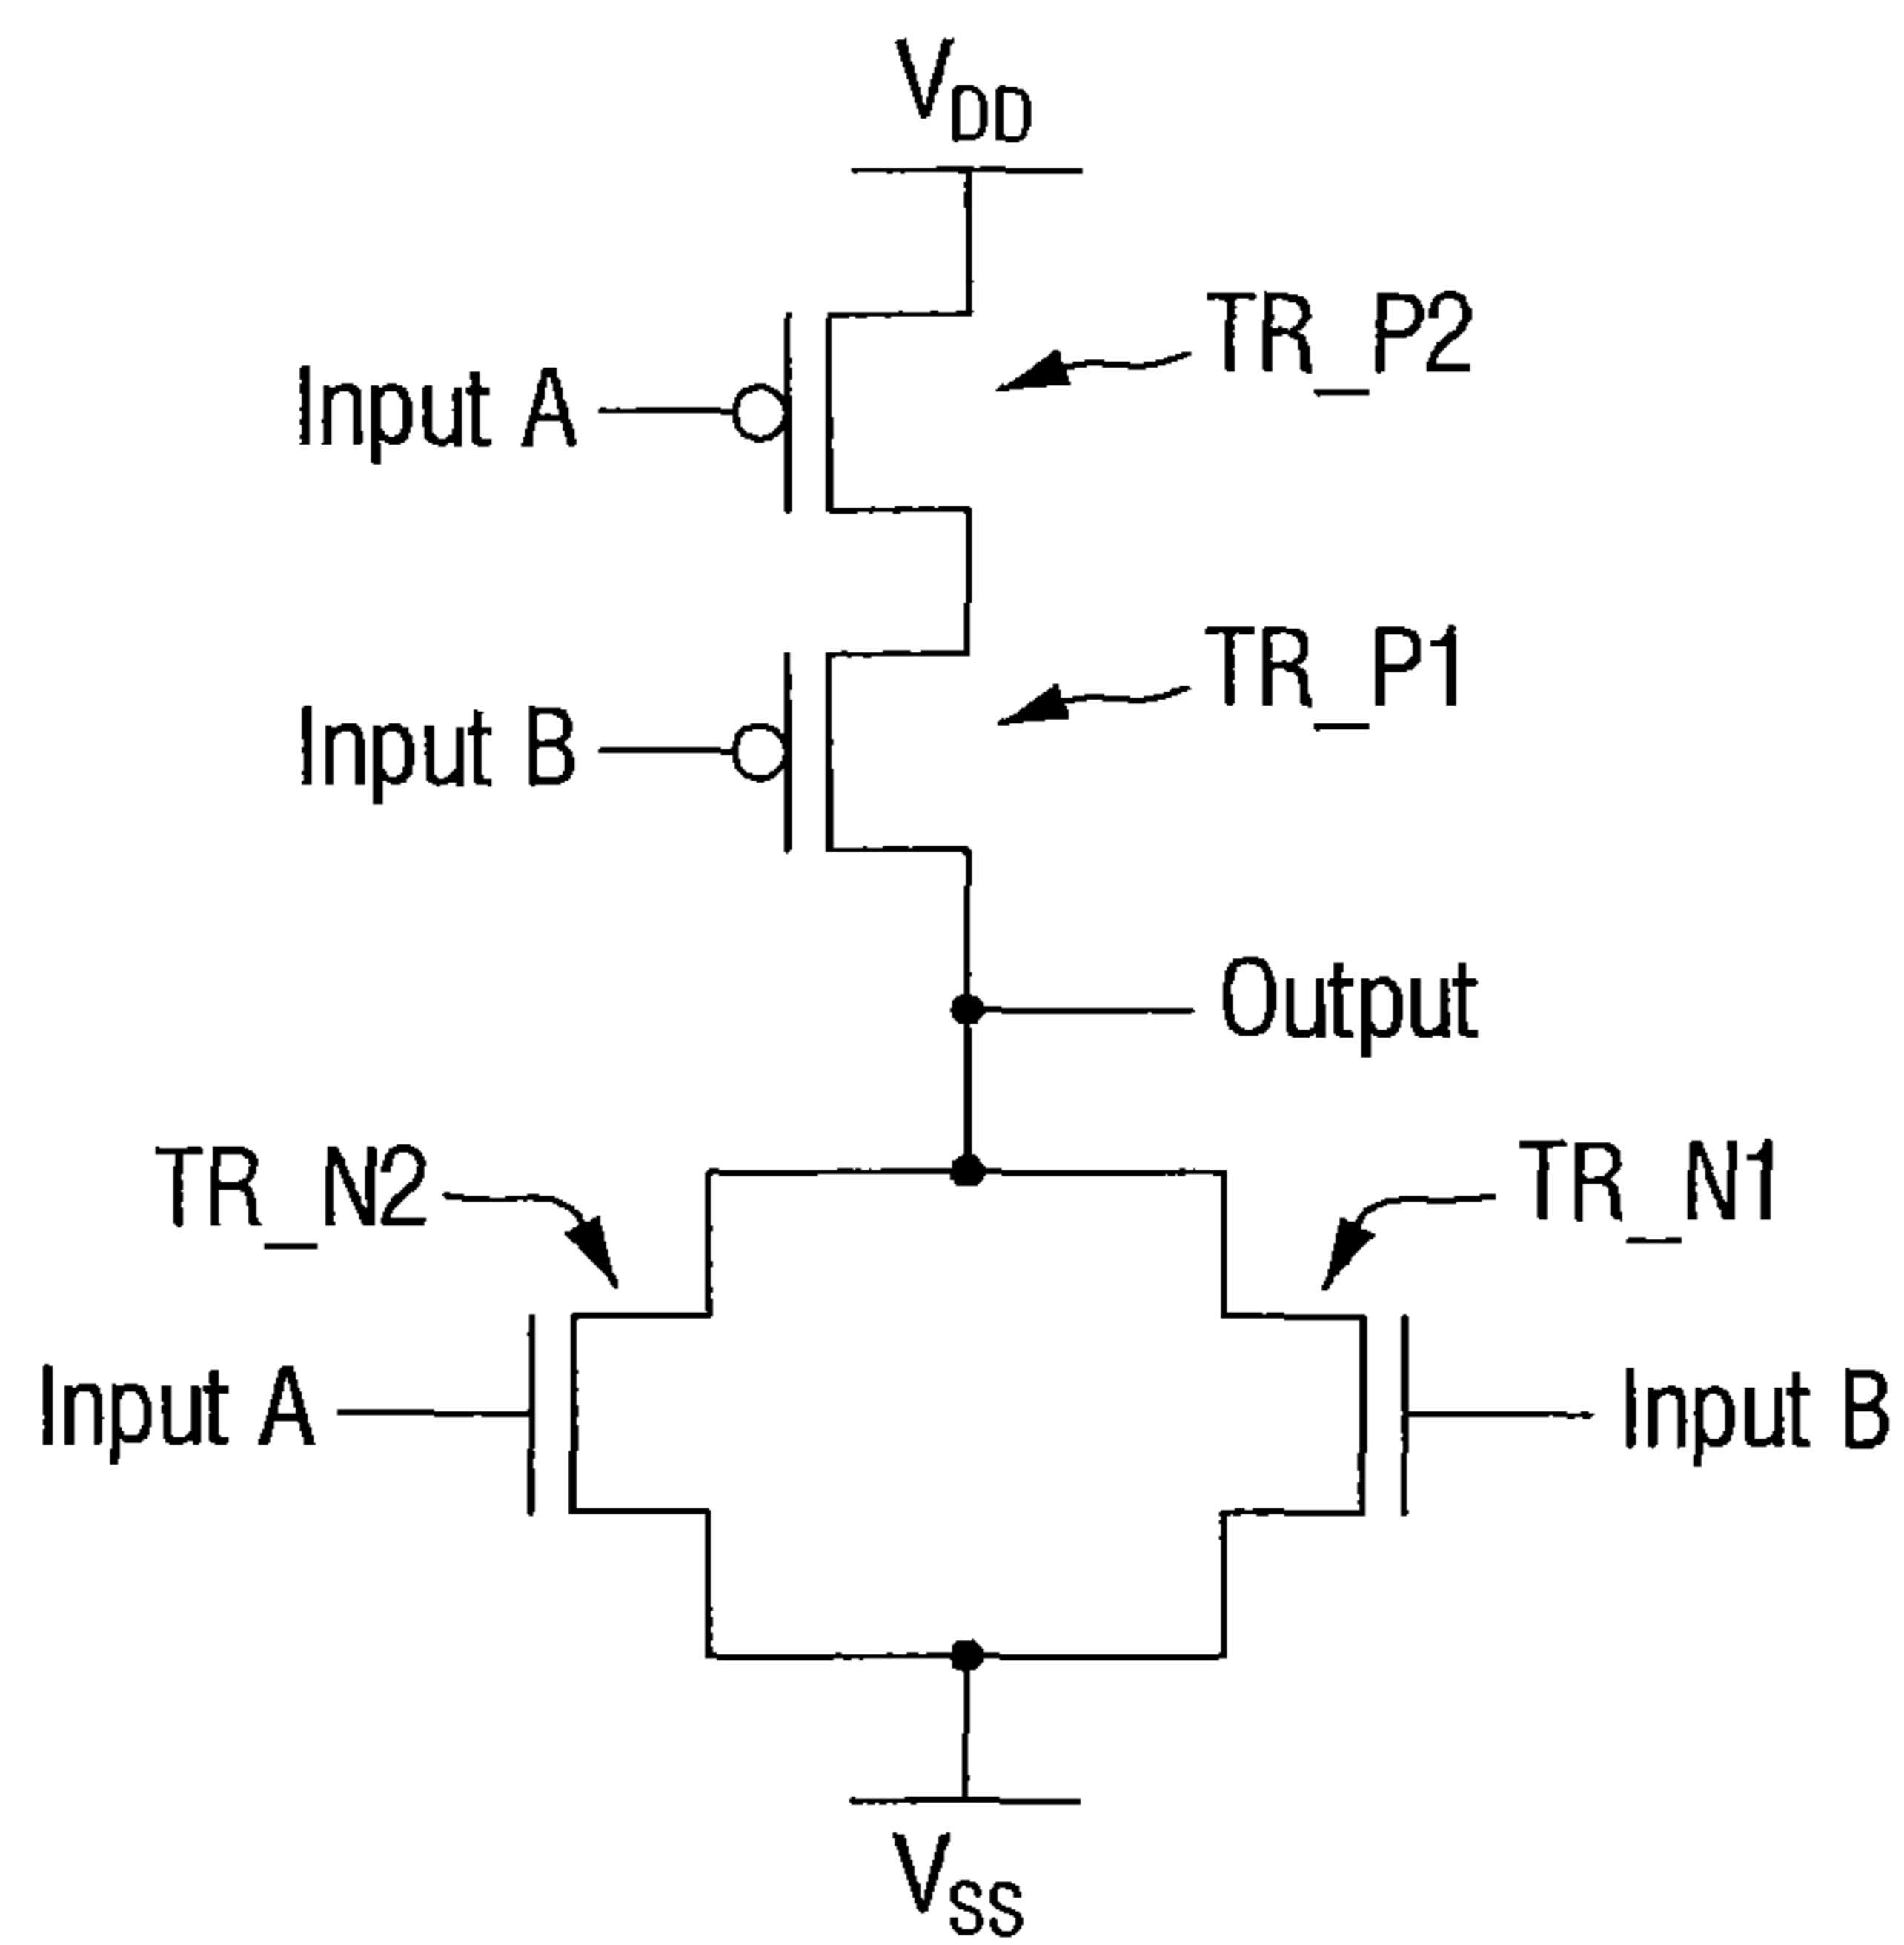 VDD
TR_P2
Input A
TR_P1
Input B
Output
TR_N2
TR_N1
Input A
Input B
VSS